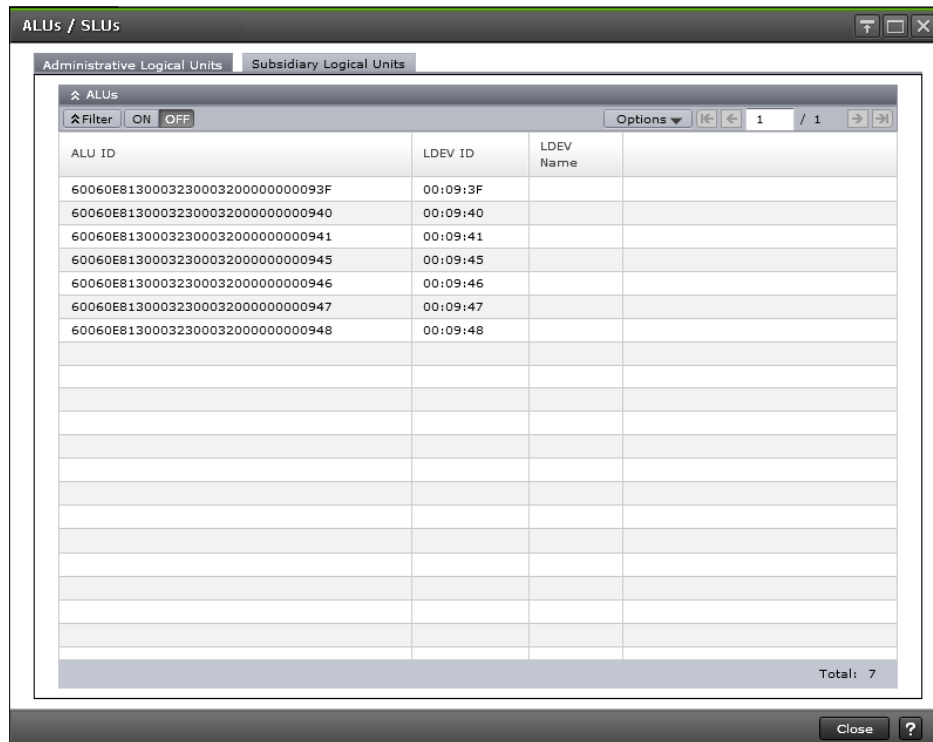 ALUs / SLUs
Administrative Logical Units Subsidiary Logical Units
ALUs
Filter ON OFF Options 1 / 1
ALU ID LDEV ID LDEV Name
60060E81300032300032000000000​93F 00:09:3F
60060E81300032300032000000000940 00:09:40
60060E81300032300032000000000941 00:09:41
60060E81300032300032000000000945 00:09:45
60060E81300032300032000000000946 00:09:46
60060E81300032300032000000000947 00:09:47
60060E81300032300032000000000948 00:09:48
Total: 7
Close ?